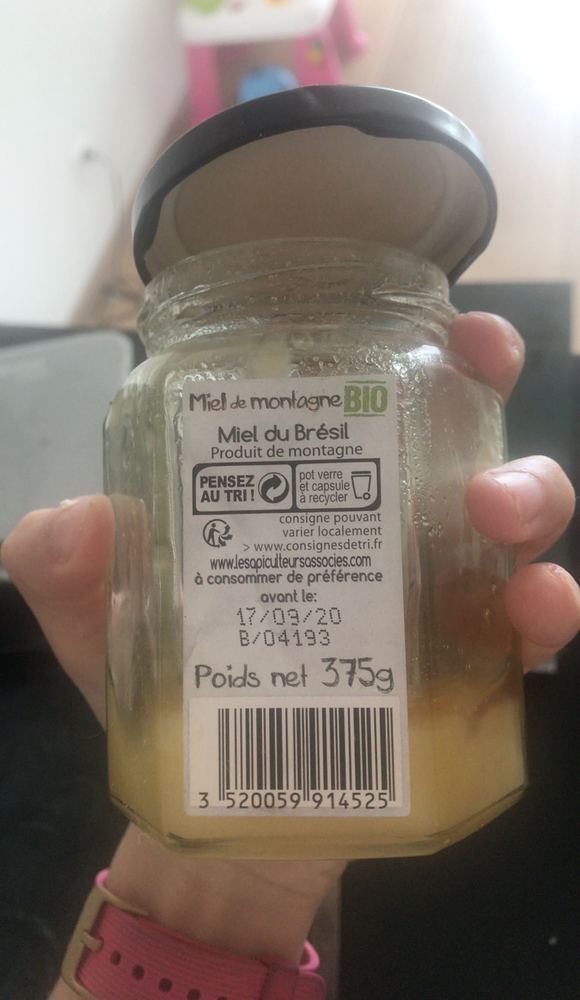 Miel de montagne BIO
Miel du Brésil
Produit de montagne
PENSEZ
AU TRI !
pot verre
et capsule
à recycler
consigne pouvant
varier localement
> www.consignesdetri.fr
www.lesapiculteursassocies.com
à consommer de préférence
avant le:
17/09/20
B/04193
Poids net 375g
3 520059 914525